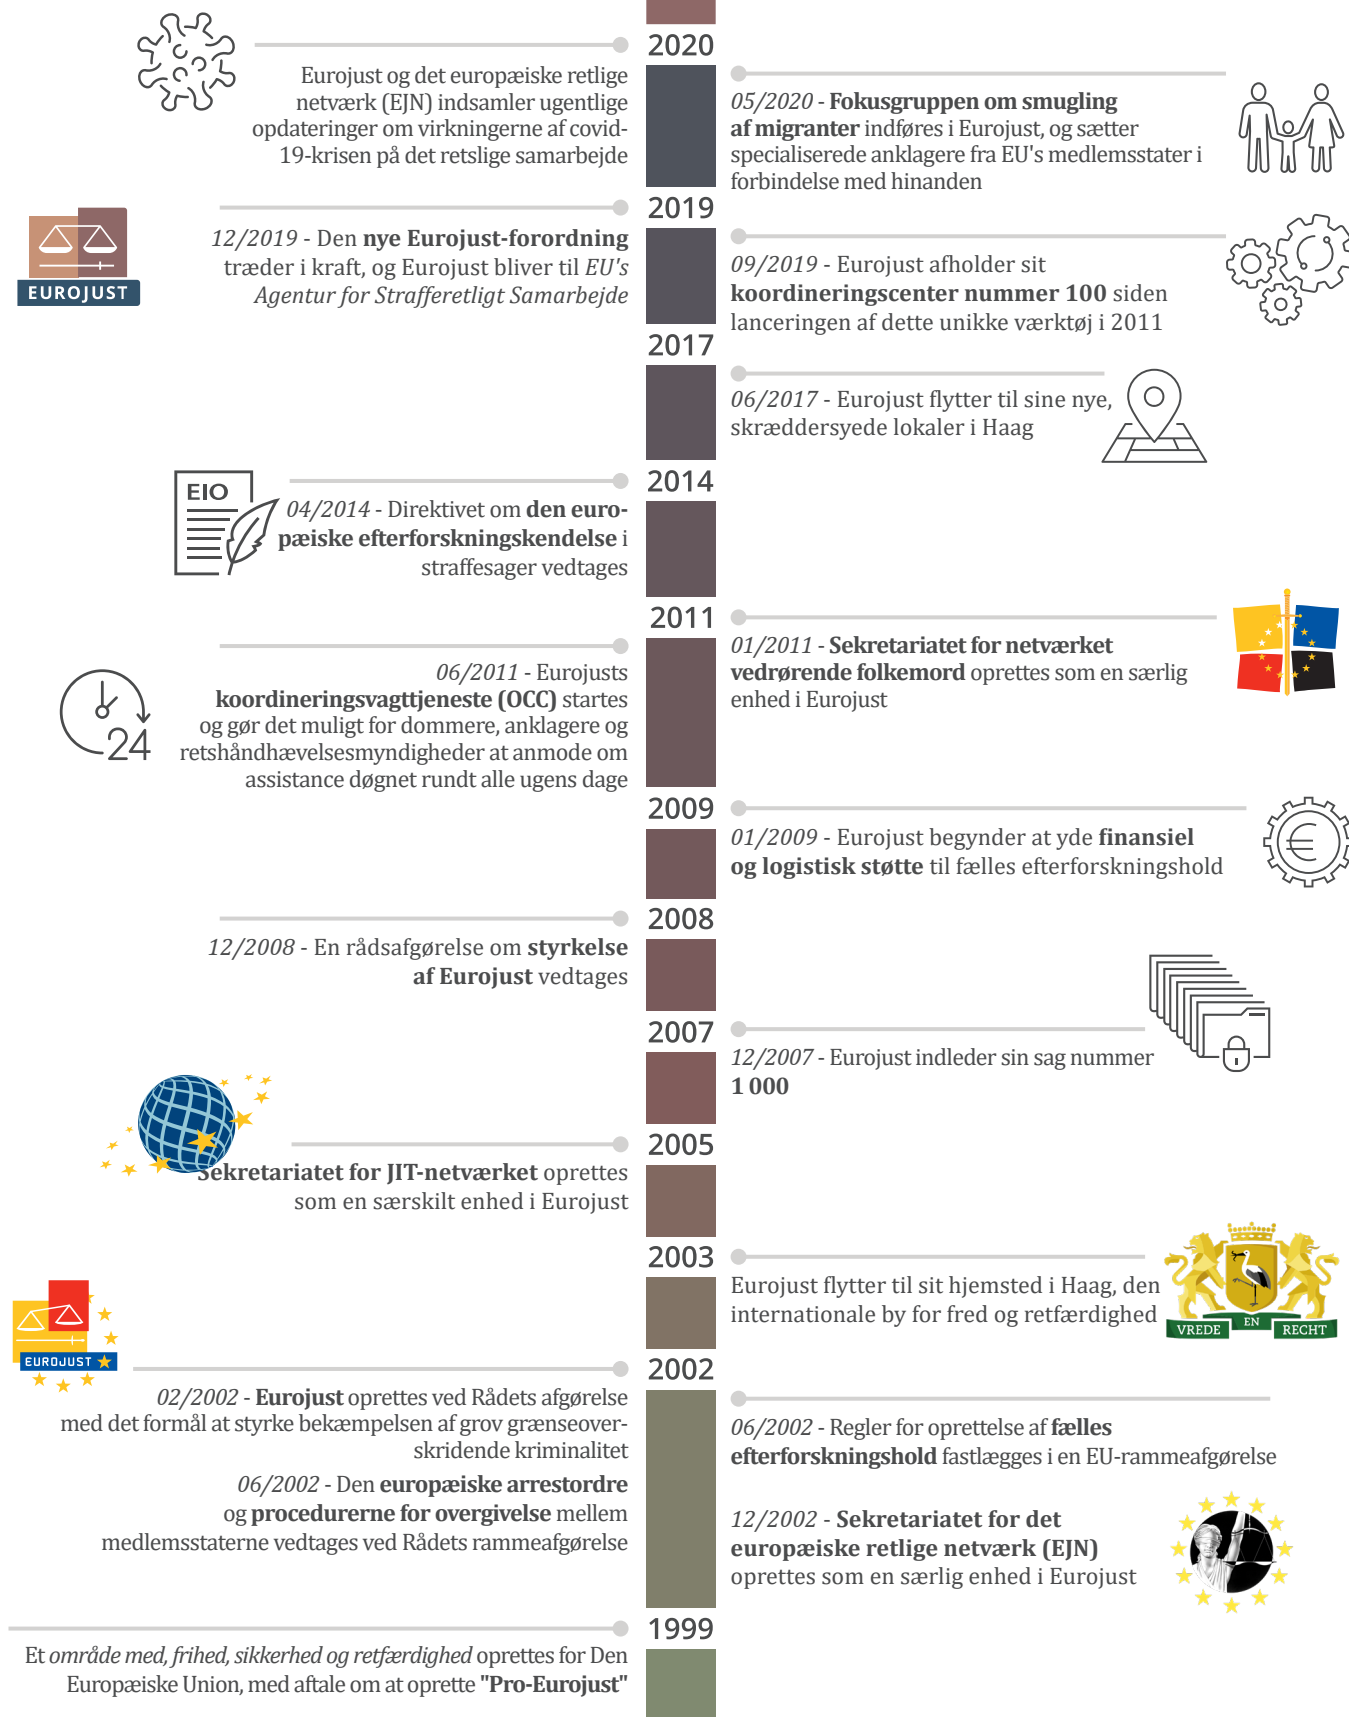 2020
Eurojust og det europæiske retlige
netværk (EJN) indsamler ugentlige
opdateringer om virkningerne af covid-
19-krisen på det retslige samarbejde
05/2020 - Fokusgruppen om smugling
af migranter indføres i Eurojust, og sætter
specialiserede anklagere fra EU's medlemsstater i
forbindelse med hinanden
2019
EUROJUST
12/2019 - Den nye Eurojust-forordning
træder i kraft, og Eurojust bliver til EU's
Agentur for Strafferetligt Samarbejde
09/2019 - Eurojust afholder sit
koordineringscenter nummer 100 siden
lanceringen af dette unikke værktøj i 2011
2017
06/2017 - Eurojust flytter til sine nye,
skræddersyede lokaler i Haag
2014
EIO
04/2014 - Direktivet om den euro-
pæiske efterforskningskendelse i
straffesager vedtages
2011
01/2011 - Sekretariatet for netværket
vedrørende folkemord oprettes som en særlig
enhed i Eurojust
24
06/2011 - Eurojusts
koordineringsvagttjeneste (OCC) startes
og gør det muligt for dommere, anklagere og
retshåndhævelsesmyndigheder at anmode om
assistance døgnet rundt alle ugens dage
2009
01/2009 - Eurojust begynder at yde finansiel
og logistisk støtte til fælles efterforskningshold
2008
12/2008 - En rådsafgørelse om styrkelse
af Eurojust vedtages
2007
12/2007 - Eurojust indleder sin sag nummer
1 000
2005
Sekretariatet for JIT-netværket oprettes
som en særskilt enhed i Eurojust
2003
Eurojust flytter til sit hjemsted i Haag, den
internationale by for fred og retfærdighed
VREDE EN RECHT
2002
EUROJUST
02/2002 - Eurojust oprettes ved Rådets afgørelse
med det formål at styrke bekæmpelsen af grov grænseover-
skridende kriminalitet
06/2002 - Den europæiske arrestordre
og procedurerne for overgivelse mellem
medlemsstaterne vedtages ved Rådets rammeafgørelse
06/2002 - Regler for oprettelse af fælles
efterforskningshold fastlægges i en EU-rammeafgørelse
12/2002 - Sekretariatet for det
europæiske retlige netværk (EJN)
oprettes som en særlig enhed i Eurojust
1999
Et område med, frihed, sikkerhed og retfærdighed oprettes for Den
Europæiske Union, med aftale om at oprette "Pro-Eurojust"